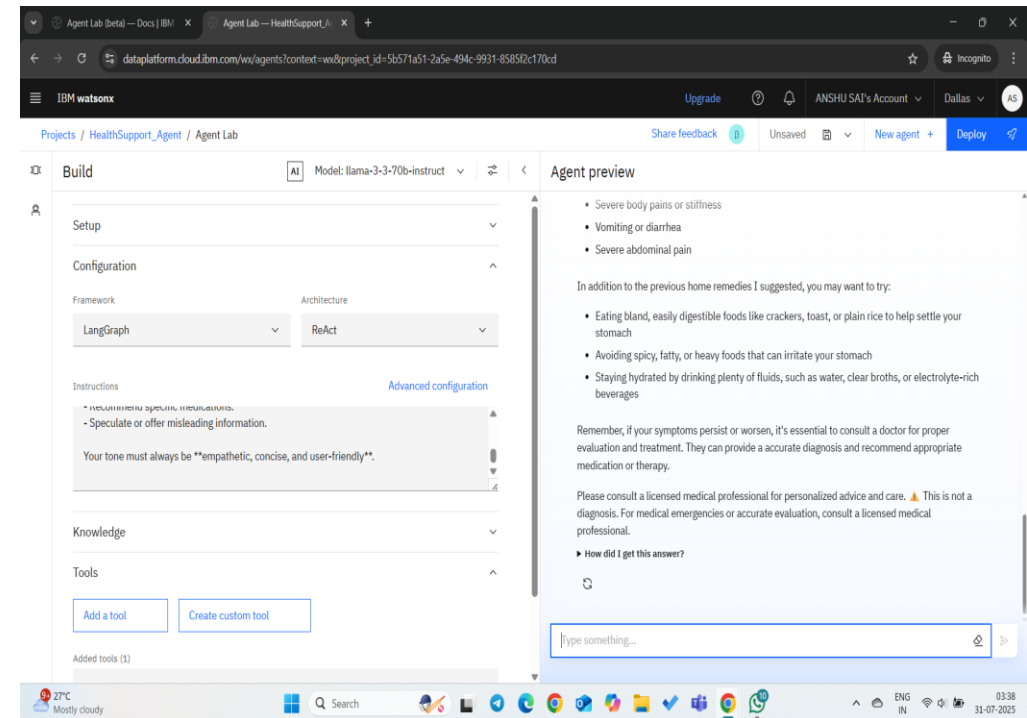 Agent Lab (beta) — Docs | IBM
Agent Lab — HealthSupport_A
dataplatform.cloud.ibm.com/wx/agents?context=wx&project_id=5b571a51-2a5e-494c-9931-8585f2c170cd
Incognito
IBM watsonx
Upgrade
ANSHU SAI's Account
Dallas
AS
Projects / HealthSupport_Agent / Agent Lab
Share feedback
β
Unsaved
New agent +
Deploy
Build
AI
Model: llama-3-3-70b-instruct
Agent preview
Setup
Configuration
Framework
Architecture
LangGraph
ReAct
Instructions
Advanced configuration
- Recommend specific medications.
- Speculate or offer misleading information.
Your tone must always be **empathetic, concise, and user-friendly**.
Knowledge
Tools
Add a tool
Create custom tool
Added tools (1)
• Severe body pains or stiffness
• Vomiting or diarrhea
• Severe abdominal pain
In addition to the previous home remedies I suggested, you may want to try:
• Eating bland, easily digestible foods like crackers, toast, or plain rice to help settle your
stomach
• Avoiding spicy, fatty, or heavy foods that can irritate your stomach
• Staying hydrated by drinking plenty of fluids, such as water, clear broths, or electrolyte-rich
beverages
Remember, if your symptoms persist or worsen, it's essential to consult a doctor for proper
evaluation and treatment. They can provide a accurate diagnosis and recommend appropriate
medication or therapy.
Please consult a licensed medical professional for personalized advice and care. ⚠️ This is not a
diagnosis. For medical emergencies or accurate evaluation, consult a licensed medical
professional.
How did I get this answer?
Type something...
27°C
Mostly cloudy
Search
ENG
IN
03:38
31-07-2025